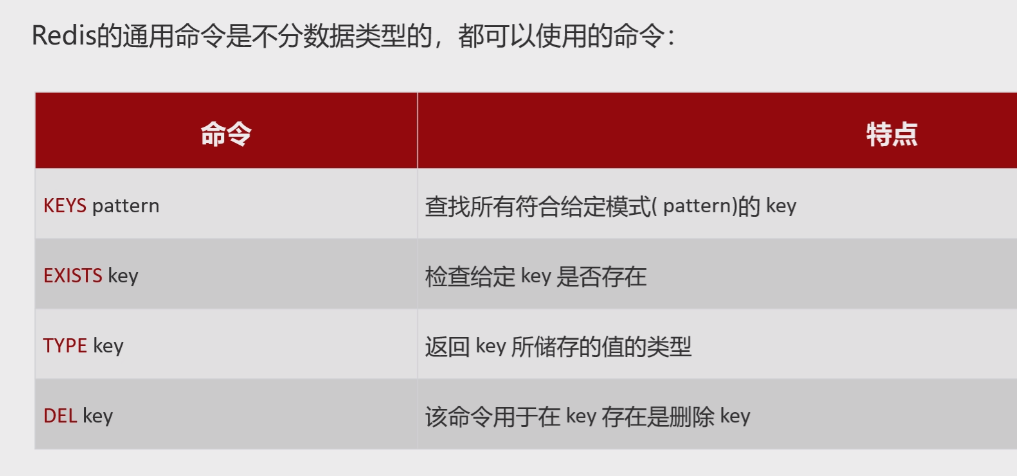 Redis的通用命令是不分数据类型的，都可以使用的命令：
命令 特点
KEYS pattern 查找所有符合给定模式( pattern)的 key
EXISTS key 检查给定 key 是否存在
TYPE key 返回 key 所储存的值的类型
DEL key 该命令用于在 key 存在是删除 key